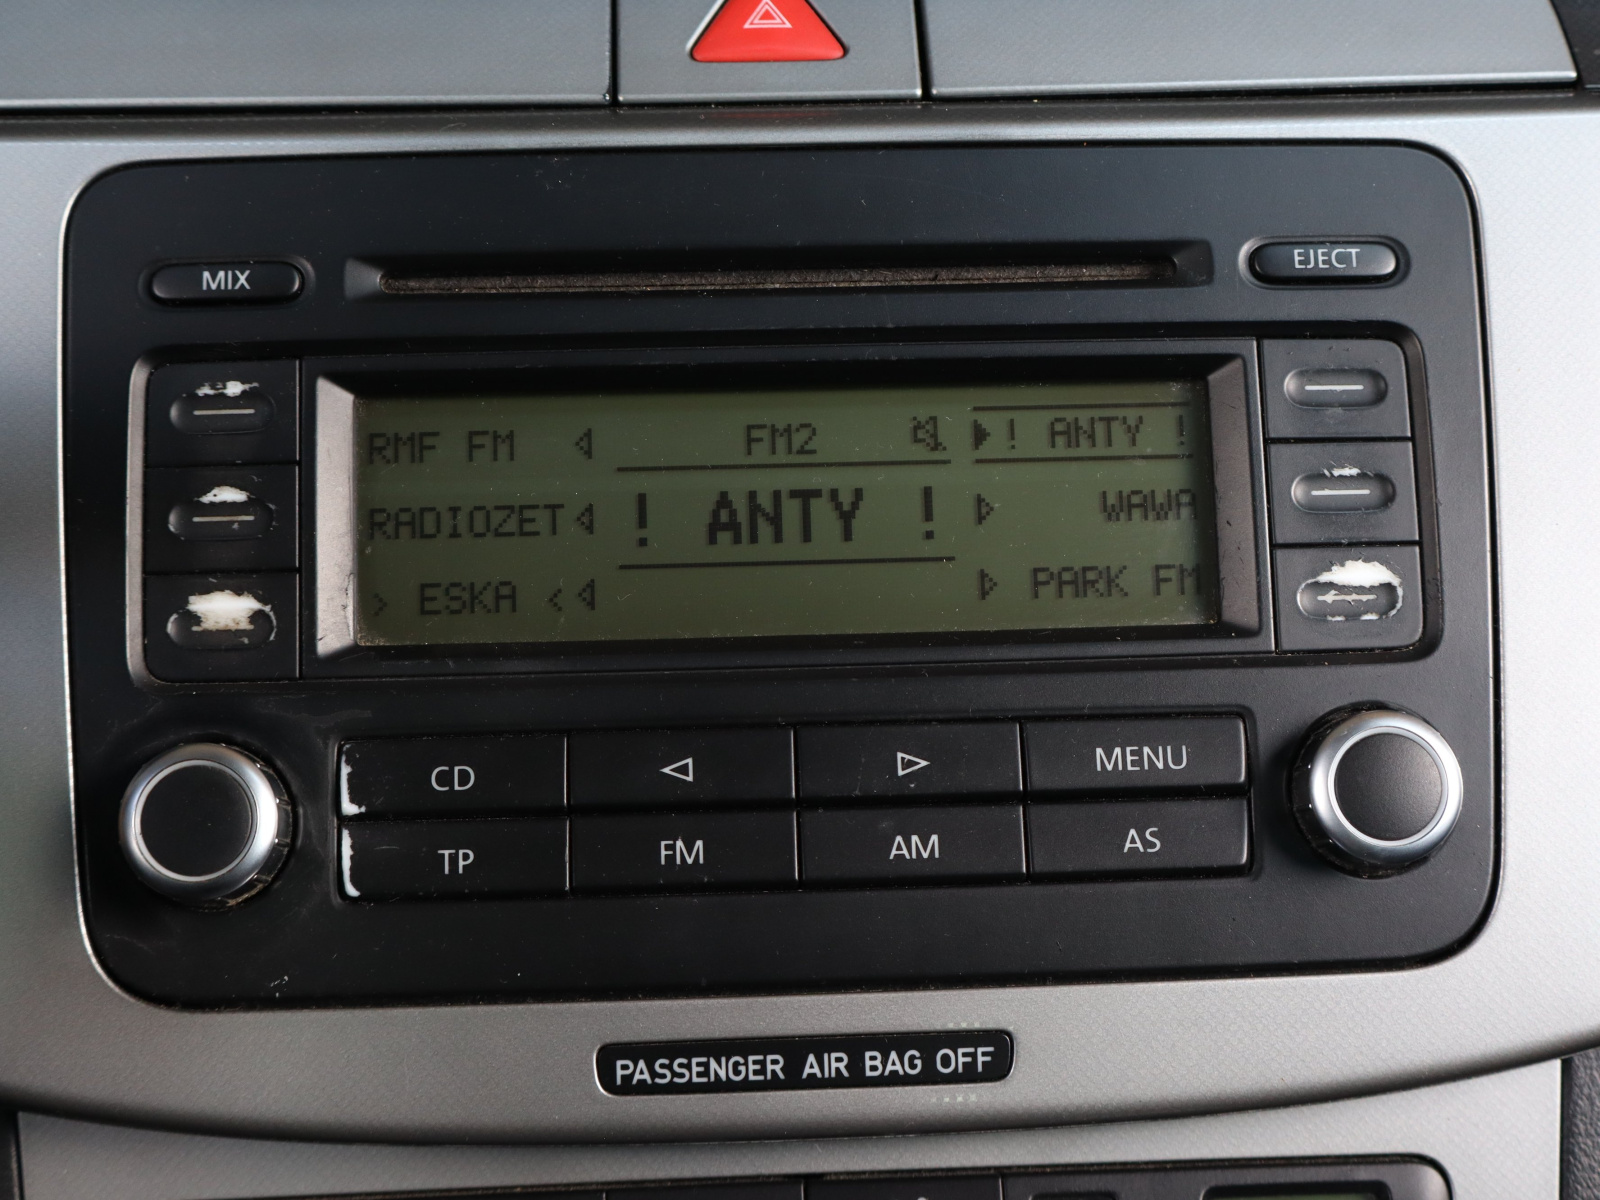 MIX
EJECT
RMF FM
FM2
! ANTY !
RADIOZET
! ANTY !
WAWA
> ESKA <
PARK FM
CD
MENU
TP
FM
AM
AS
PASSENGER AIR BAG OFF